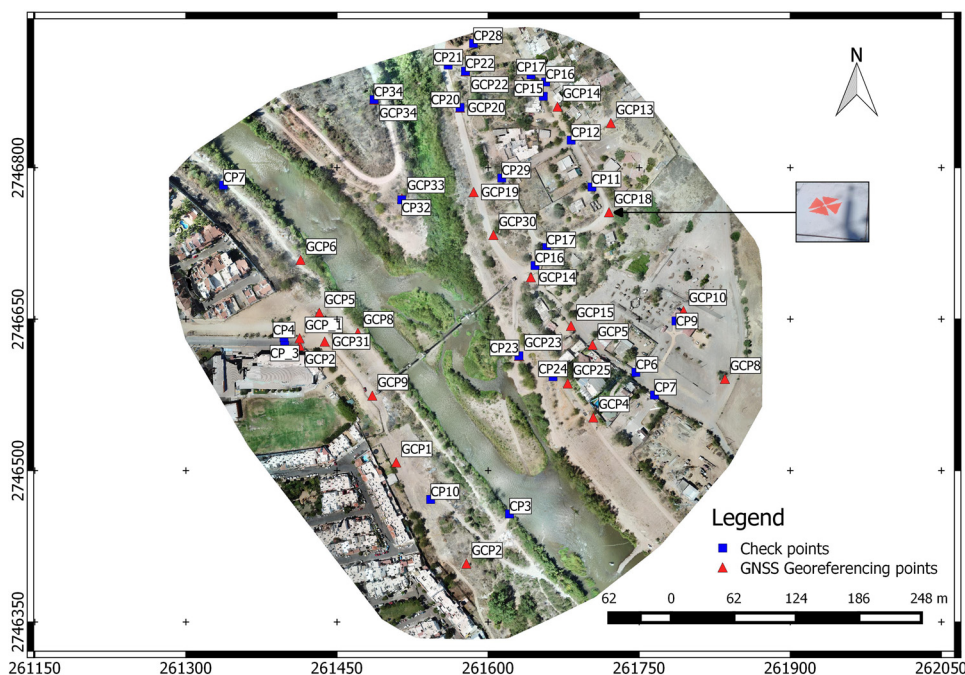 CP28
CP21
CP22
CP17
CP16
GCP22
CP15
GCP14
CP34
CP20
GCP20
GCP34
GCP13
CP12
N
2746800
CP29
CP7
GCP33
CP11
GCP19
GCP18
CP32
GCP30
CP17
GCP6
CP16
GCP14
GCP5
GCP10
2746650
GCP_1
GCP8
GCP15
CP9
CP4
GCP31
GCP5
CP_3
GCP2
CP23
GCP23
CP6
GCP8
CP24
GCP25
GCP9
CP7
GCP4
GCP1
2746500
CP10
CP3
Legend
Check points
GNSS Georeferencing points
GCP2
62 0 62 124 186 248 m
2746350
261150 261300 261450 261600 261750 261900 262050